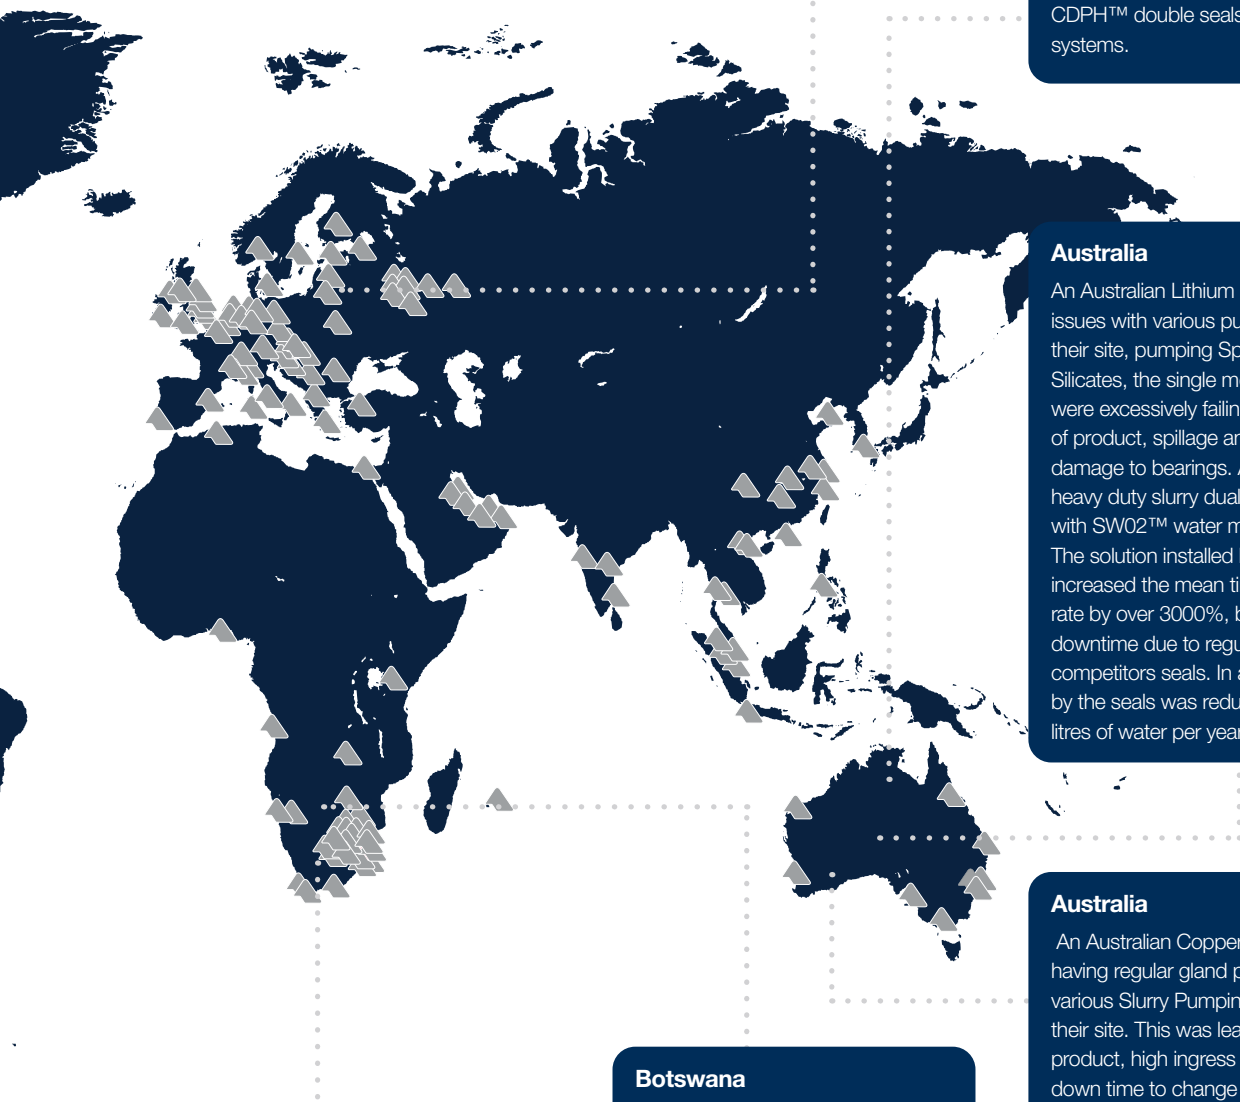 CDPH™ double seals
systems.
Australia
An Australian Lithium
issues with various pu
their site, pumping Sp
Silicates, the single m
were excessively failin
of product, spillage an
damage to bearings. A
heavy duty slurry dual
with SW02™ water m
The solution installed
increased the mean ti
rate by over 3000%, b
downtime due to regu
competitors seals. In a
by the seals was redu
litres of water per year
Australia
An Australian Copper
having regular gland p
various Slurry Pumpin
their site. This was lea
product, high ingress
down time to change
Botswana